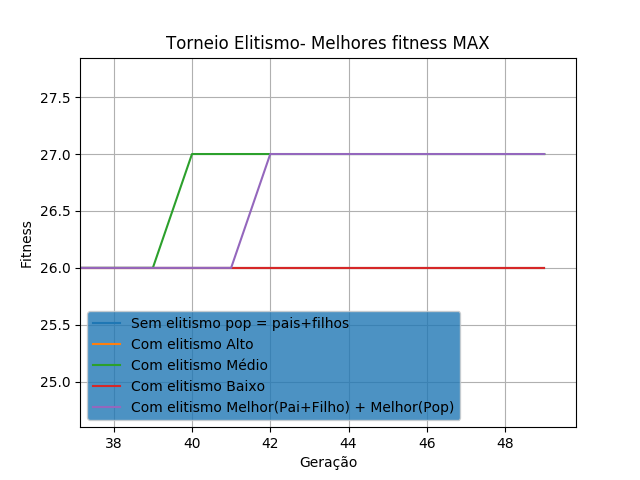 Torneio Elitismo- Melhores fitness MAX
27.5
27.0
26.5
26.0
25.5
25.0
Fitness
Sem elitismo pop = pais+filhos
Com elitismo Alto
Com elitismo Médio
Com elitismo Baixo
Com elitismo Melhor(Pai+Filho) + Melhor(Pop)
38 40 42 44 46 48
Geração